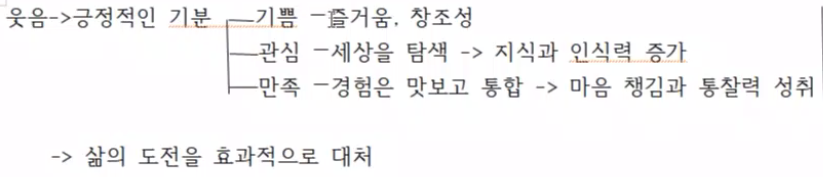 웃음->긍정적인 기분 ─기쁨 ─즐거움, 창조성
─관심 ─세상을 탐색 -> 지식과 인식력 증가
─만족 ─경험은 맛보고 통합 -> 마음 챙김과 통찰력 성취
-> 삶의 도전을 효과적으로 대처